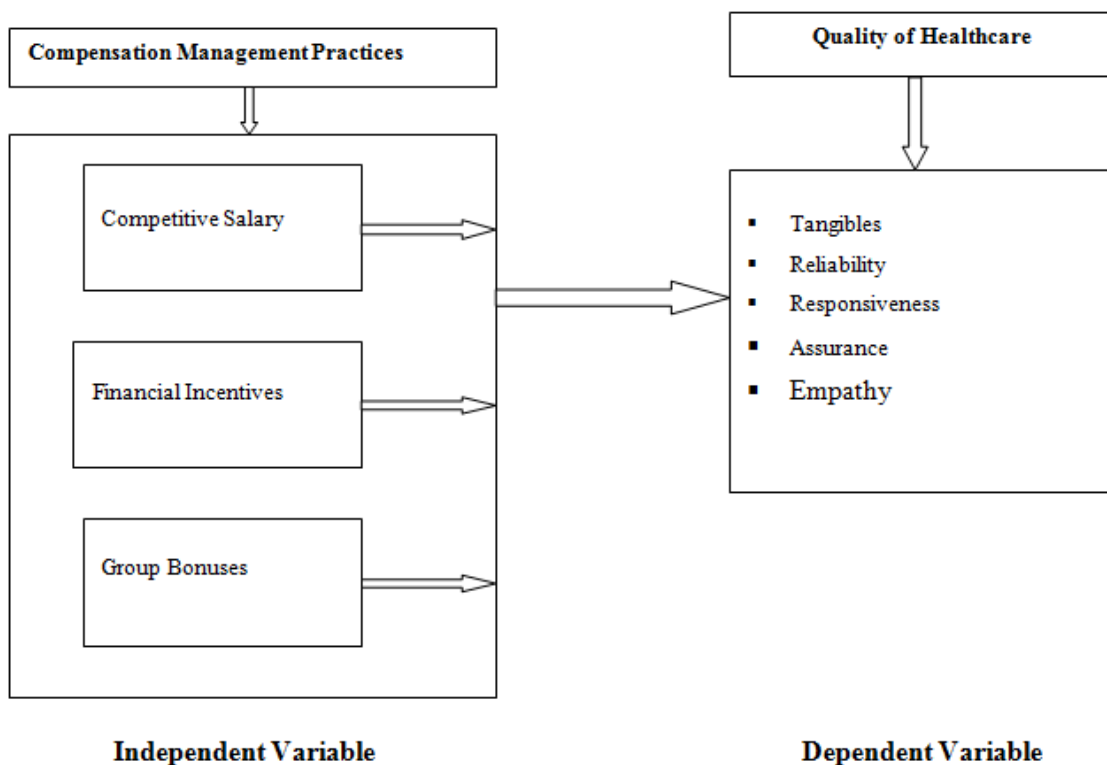 Compensation Management Practices
Quality of Healthcare
Competitive Salary
Financial Incentives
Group Bonuses
▪ Tangibles
▪ Reliability
▪ Responsiveness
▪ Assurance
▪ Empathy
Independent Variable
Dependent Variable